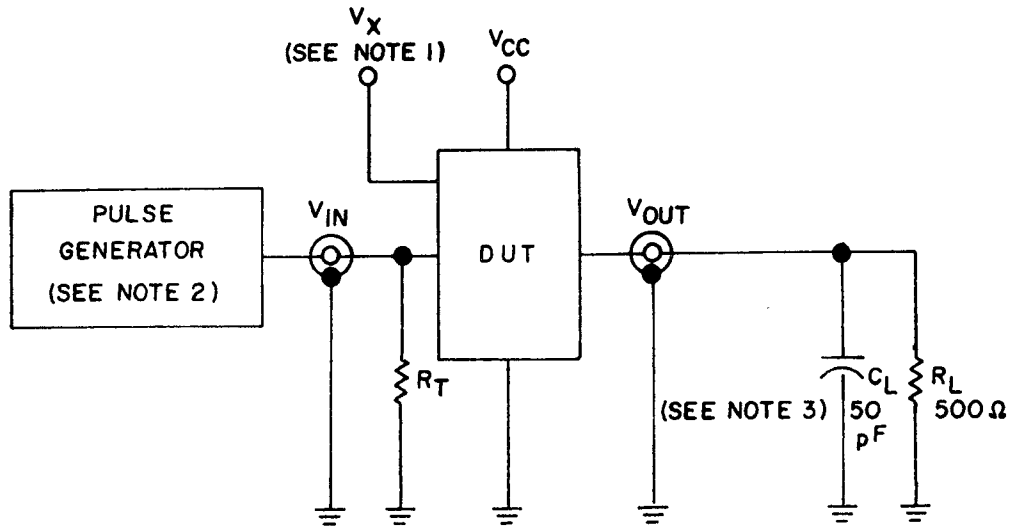 VX
(SEE NOTE 1)
VCC
PULSE
GENERATOR
(SEE NOTE 2)
VIN
DUT
VOUT
RT
(SEE NOTE 3)
CL
50
pF
RL
500Ω